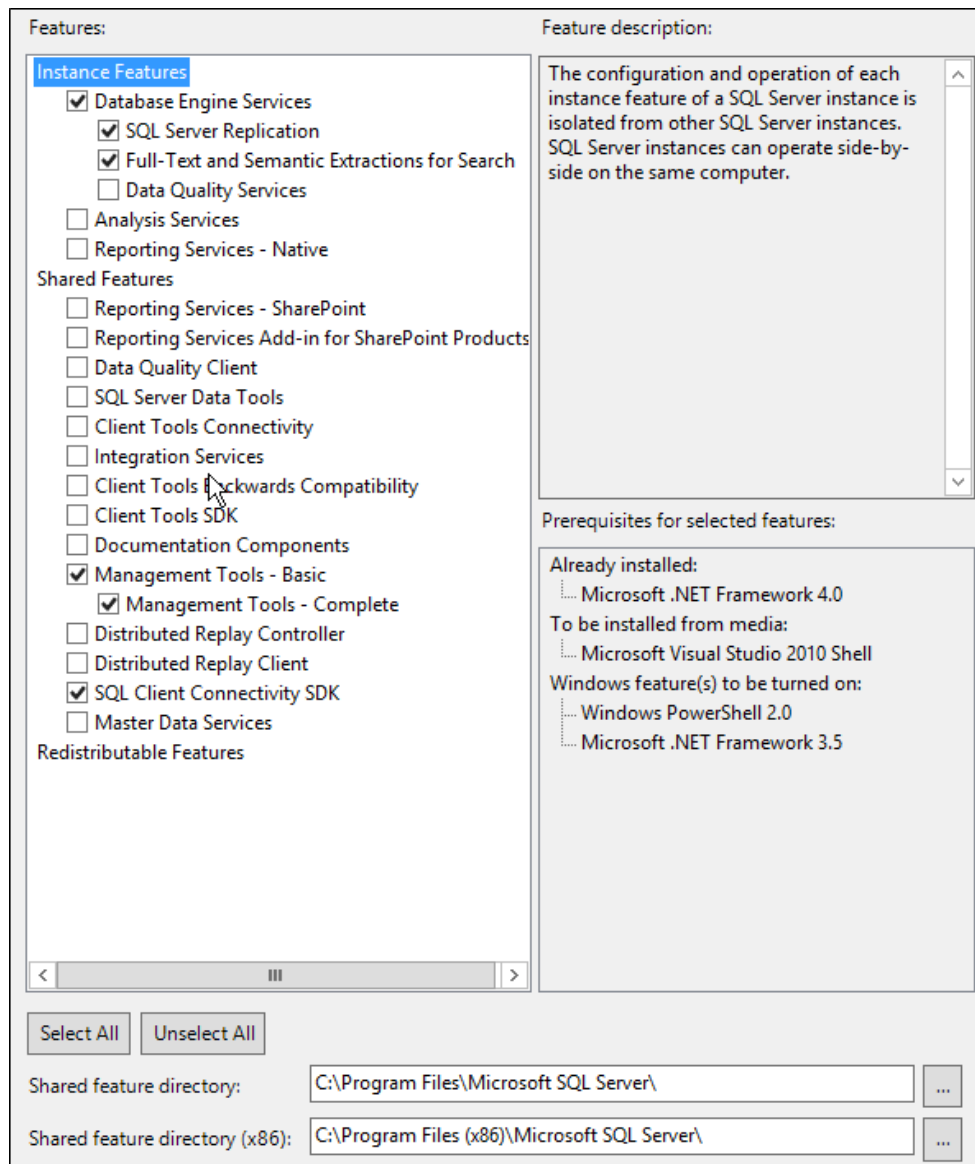 Features:
Instance Features
Database Engine Services
SQL Server Replication
Full-Text and Semantic Extractions for Search
Data Quality Services
Analysis Services
Reporting Services - Native
Shared Features
Reporting Services - SharePoint
Reporting Services Add-in for SharePoint Products
Data Quality Client
SQL Server Data Tools
Client Tools Connectivity
Integration Services
Client Tools Backwards Compatibility
Client Tools SDK
Documentation Components
Management Tools - Basic
Management Tools - Complete
Distributed Replay Controller
Distributed Replay Client
SQL Client Connectivity SDK
Master Data Services
Redistributable Features
Feature description:
The configuration and operation of each
instance feature of a SQL Server instance is
isolated from other SQL Server instances.
SQL Server instances can operate side-by-
side on the same computer.
Prerequisites for selected features:
Already installed:
Microsoft .NET Framework 4.0
To be installed from media:
Microsoft Visual Studio 2010 Shell
Windows feature(s) to be turned on:
Windows PowerShell 2.0
Microsoft .NET Framework 3.5
Select All
Unselect All
Shared feature directory:
C:\Program Files\Microsoft SQL Server\
...
Shared feature directory (x86):
C:\Program Files (x86)\Microsoft SQL Server\
...